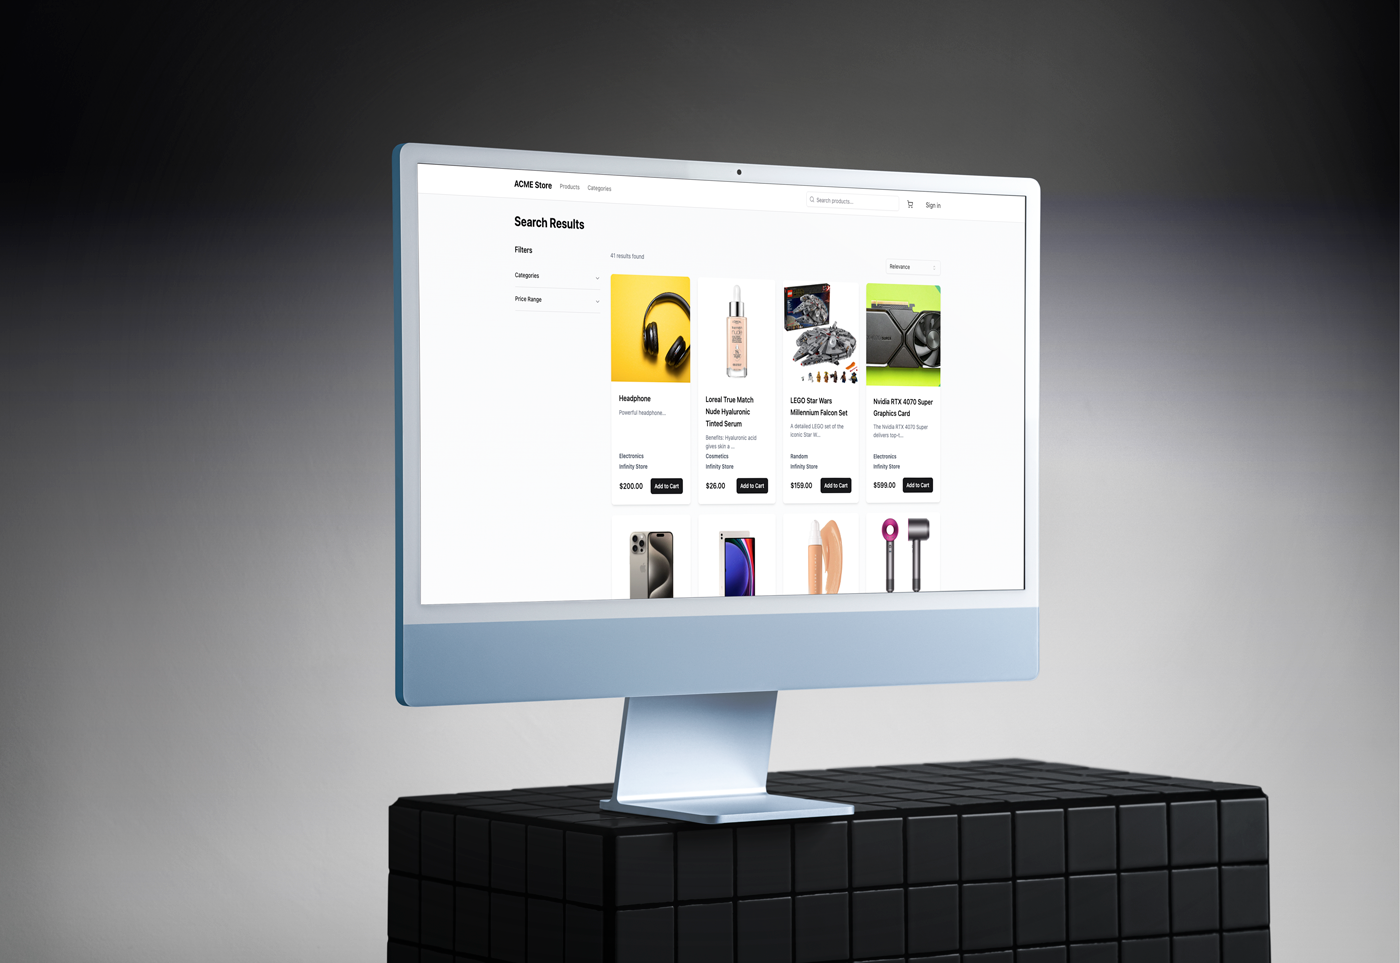 ACME Store
Products
Categories
Search products...
Sign in
Search Results
Filters
Categories
Price Range
41 results found
Relevance
Headphone
Powerful headphone...
Electronics
Infinity Store
$200.00
Add to Cart
Loreal True Match
Nude Hyaluronic
Tinted Serum
Benefits: Hyaluronic acid
gives skin a ...
Cosmetics
Infinity Store
$26.00
Add to Cart
LEGO Star Wars
Millennium Falcon Set
A detailed LEGO set of the
iconic Star W...
Random
Infinity Store
$159.00
Add to Cart
Nvidia RTX 4070 Super
Graphics Card
The Nvidia RTX 4070 Super
delivers top-t...
Electronics
Infinity Store
$599.00
Add to Cart